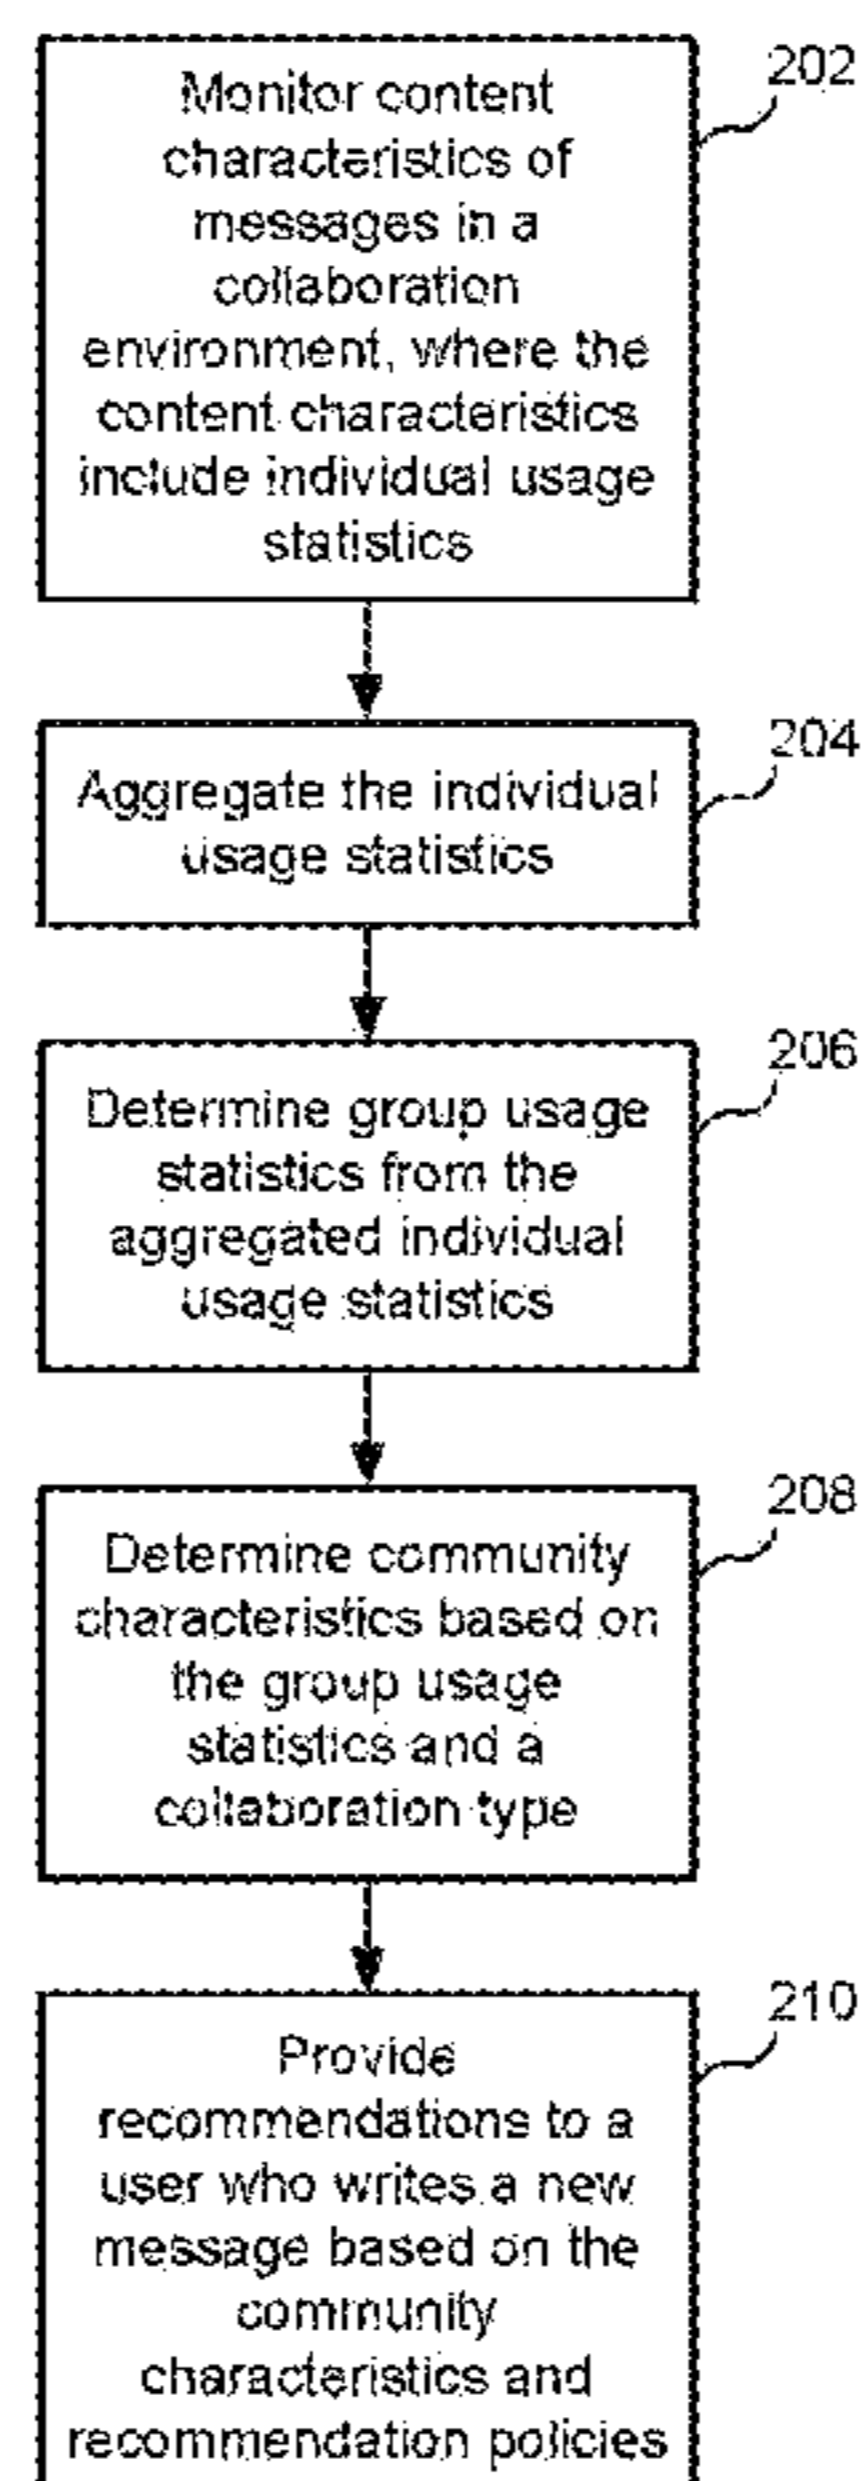 202
Monitor content
characteristics of
messages in a
collaboration
environment, where the
content characteristics
include individual usage
statistics
204
Aggregate the individual
usage statistics
206
Determine group usage
statistics from the
aggregated individual
usage statistics
208
Determine community
characteristics based on
the group usage
statistics and a
collaboration type
210
Provide
recommendations to a
user who writes a new
message based on the
community
characteristics and
recommendation policies